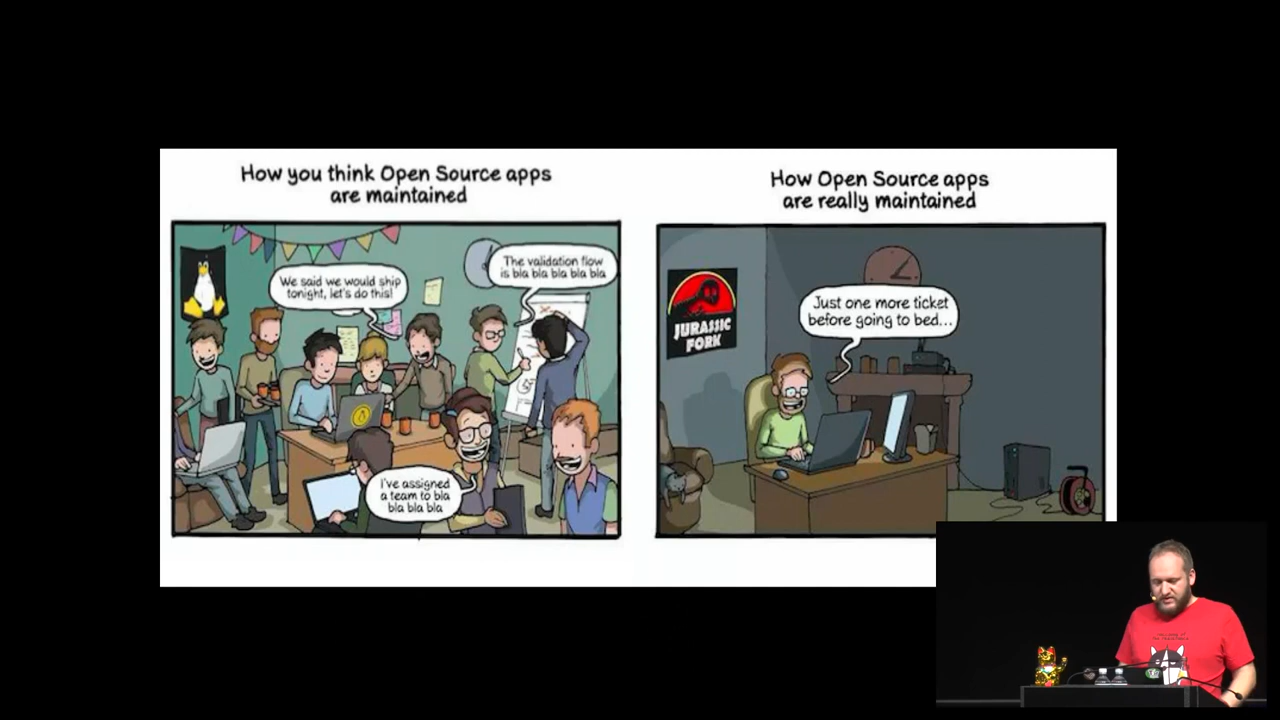 How you think Open Source apps
are maintained
We said we would ship
tonight, let's do this!
The validation flow
is bla bla bla bla bla
I've assigned
a team to bla
bla bla bla
How Open Source apps
are really maintained
JURASSIC
FORK
Just one more ticket
before going to bed...